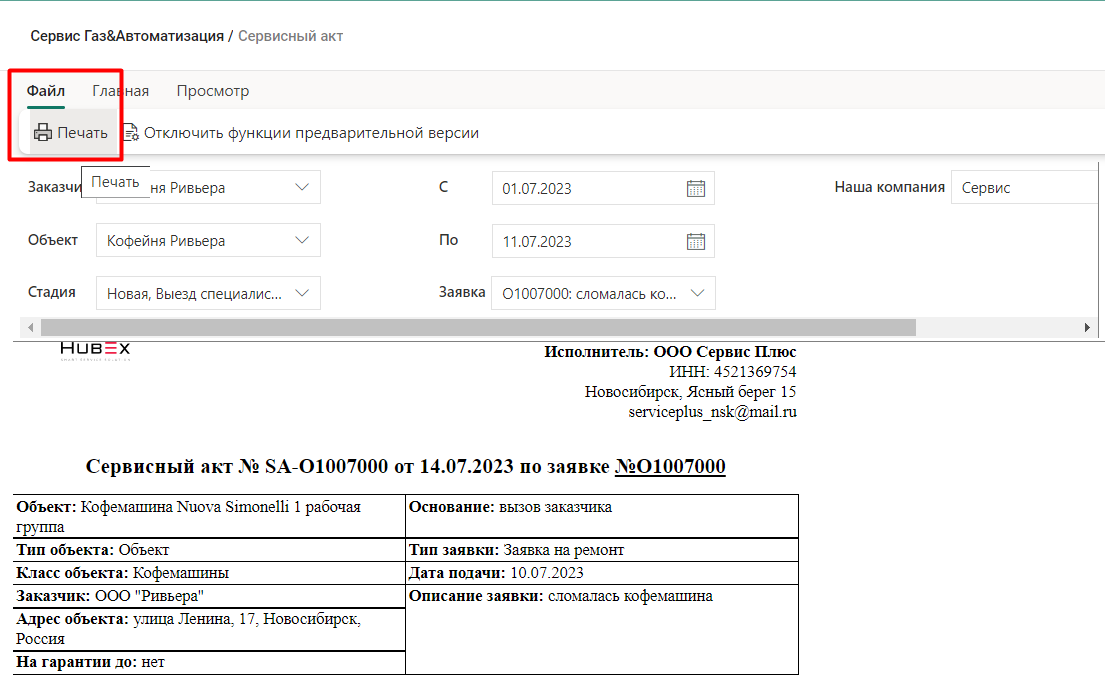 Сервис Газ&Автоматизация / Сервисный акт
Файл Главная Просмотр
Печать Отключить функции предварительной версии
Печать
Заказчи ня Ривьера С 01.07.2023 Наша компания Сервис
Объект Кофейня Ривьера По 11.07.2023
Стадия Новая, Выезд специалис... Заявка О1007000: сломалась ко...
HUBEX
Исполнитель: ООО Сервис Плюс
ИНН: 4521369754
Новосибирск, Ясный берег 15
serviceplus_nsk@mail.ru
Сервисный акт № SA-O1007000 от 14.07.2023 по заявке №O1007000
Объект: Кофемашина Nuova Simonelli 1 рабочая
группа
Основание: вызов заказчика
Тип объекта: Объект
Тип заявки: Заявка на ремонт
Класс объекта: Кофемашины
Дата подачи: 10.07.2023
Заказчик: ООО "Ривьера"
Описание заявки: сломалась кофемашина
Адрес объекта: улица Ленина, 17, Новосибирск,
Россия
На гарантии до: нет